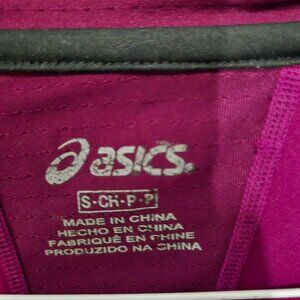 asics
S·CH·P·P
MADE IN CHINA
HECHO EN CHINA
FABRIQUÉ EN CHINE
PRODUZIDO NA CHINA